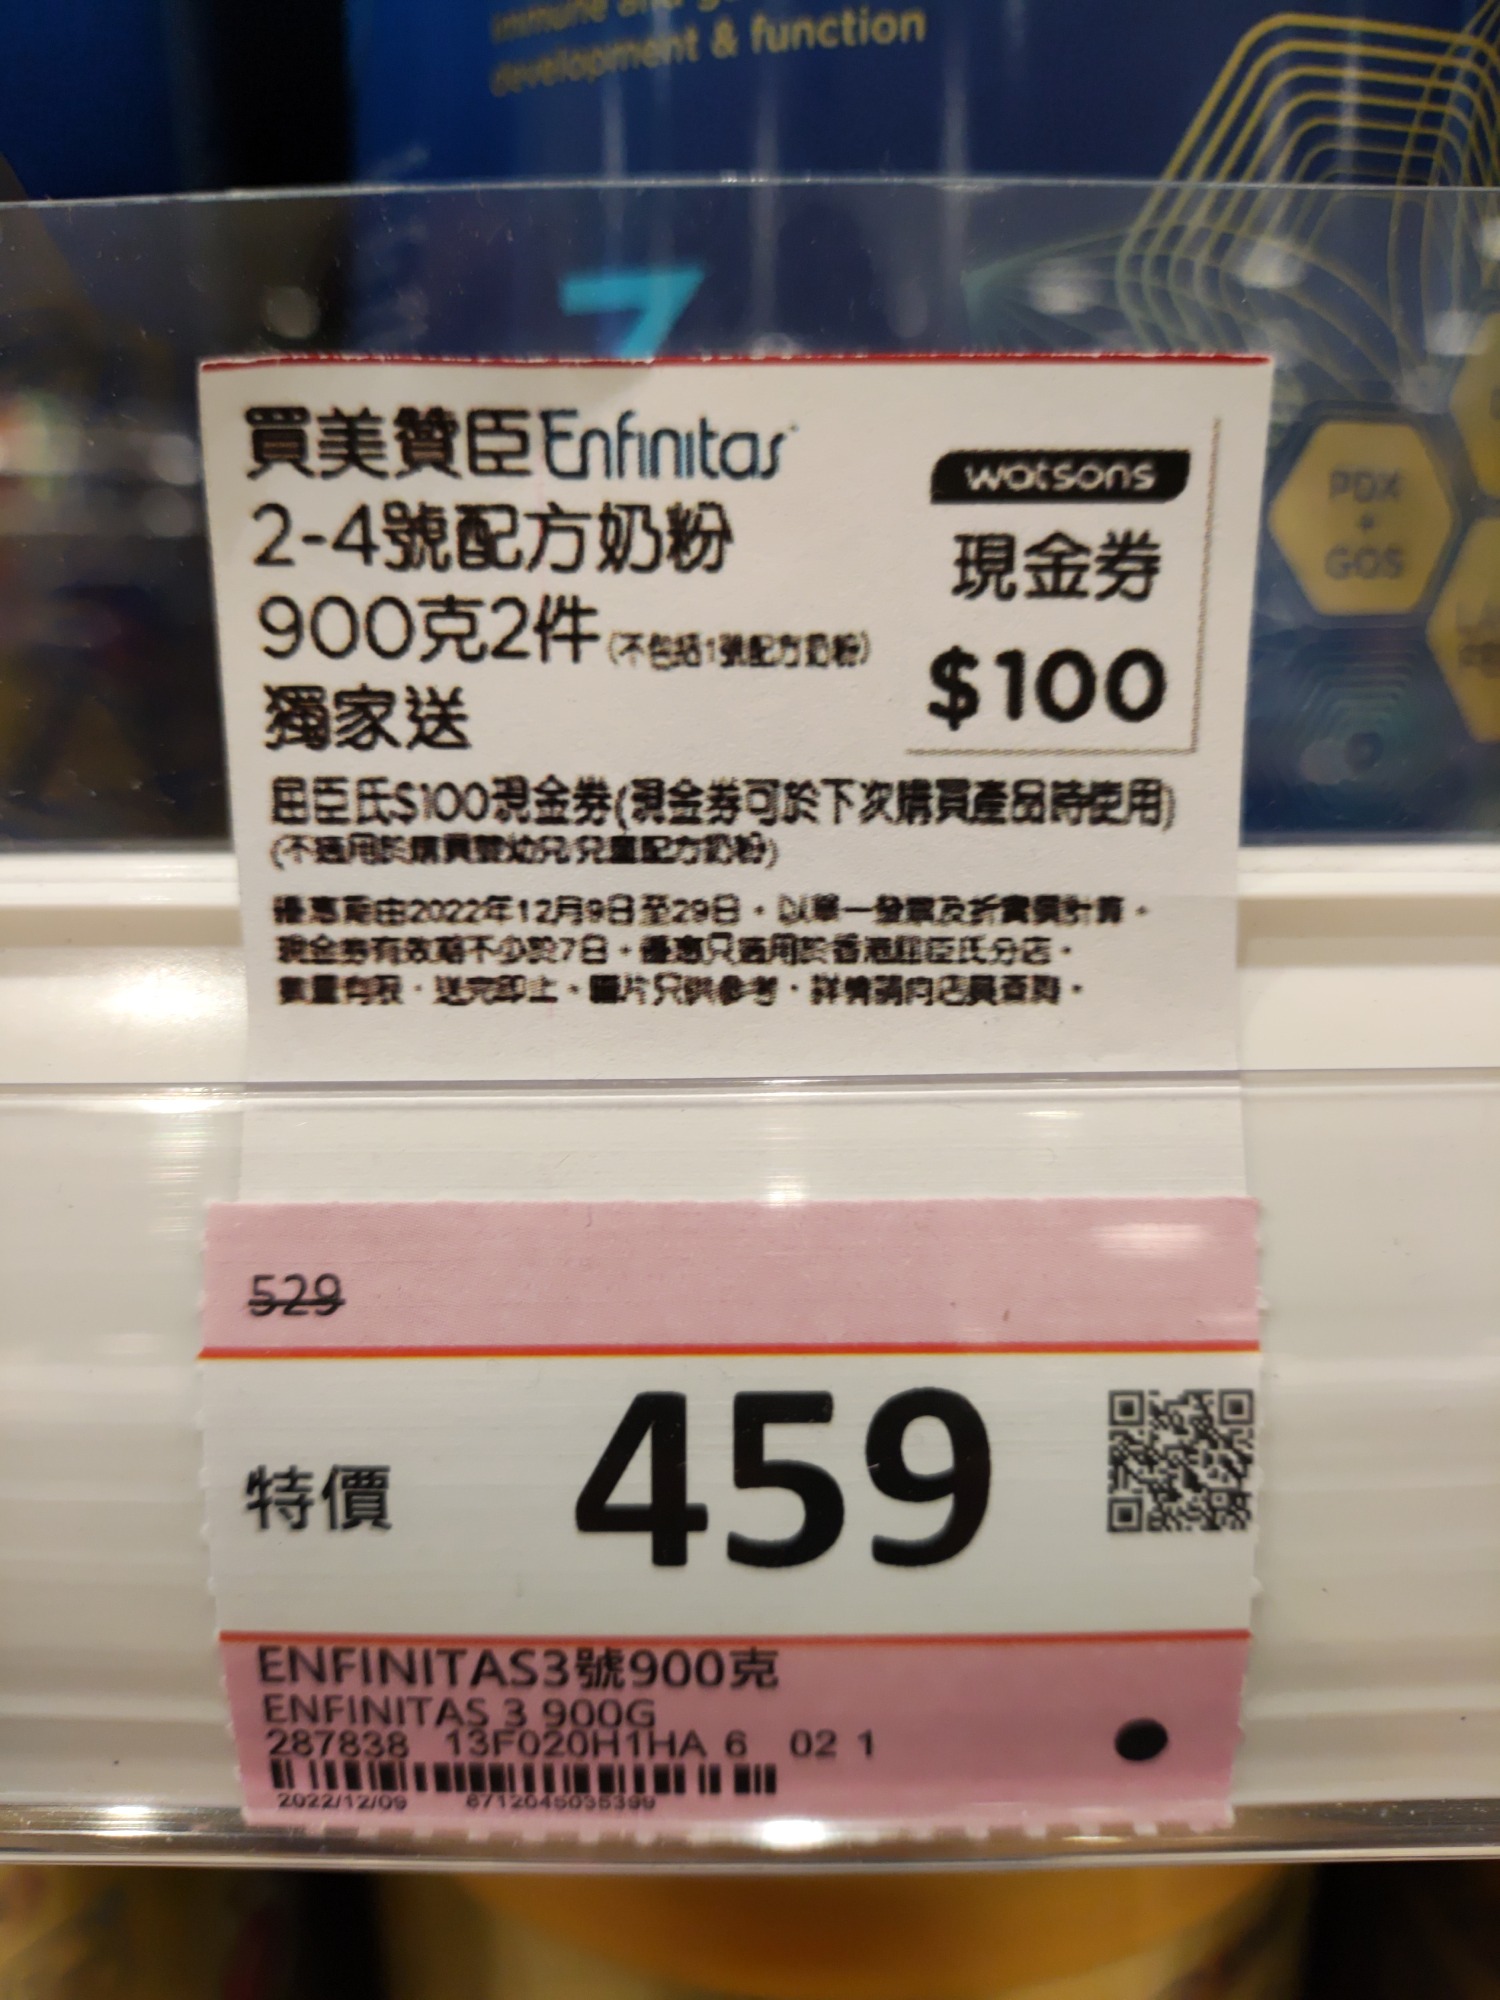 immune and
development & function
3
買美贊臣Enfinitas
2-4號配方奶粉
900克2件(不包括1號配方奶粉)
獨家送
watsons
現金券
$100
屈臣氏$100現金券(現金券可於下次購買產品時使用)
(不適用於購買嬰幼兒/兒童配方奶粉)
優惠期由2022年12月9日至29日。以單一發票及折實價計算。
現金券有效期不少於7日。優惠只適用於香港屈臣氏分店。
數量有限，送完即止。圖片只供參考。詳情請向店員查詢。
PDX
+
GOS
529
特價
459
ENFINITAS3號900克
ENFINITAS 3 900G
287838 13F020H1HA 6 02 1
2022/12/09 8712045035399